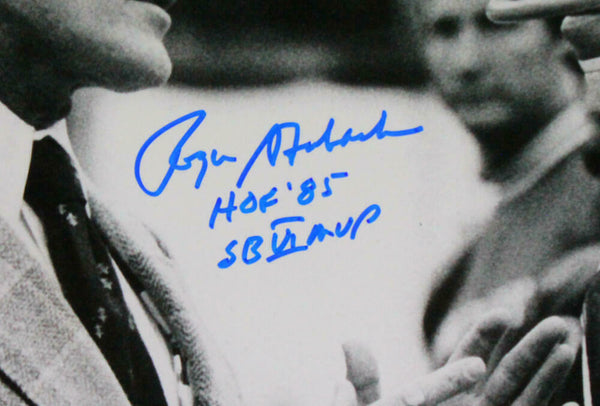 Roger Staubach
HOF '85
SB VI MVP